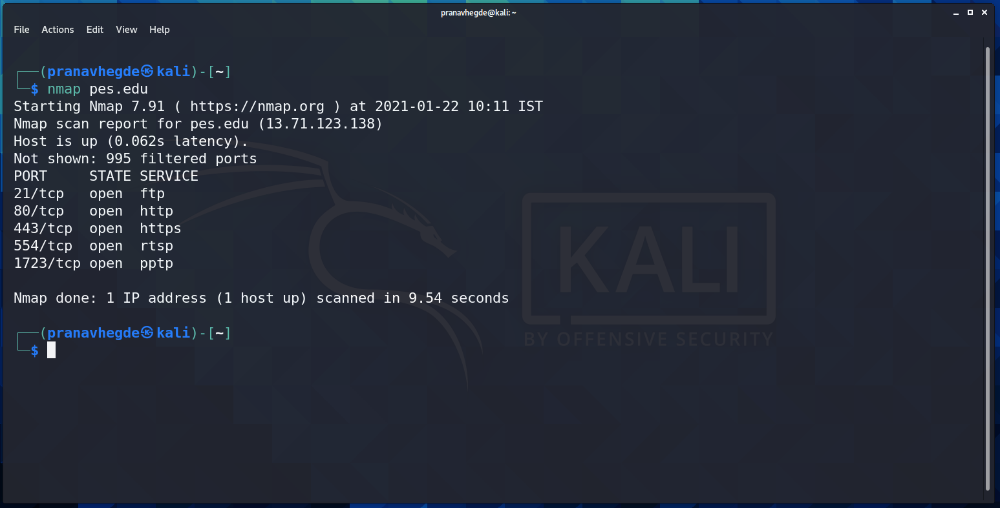 pranavhegde@kali: ~
File Actions Edit View Help
┌──(pranavhegde㉿kali)-[~]
└─$ nmap pes.edu
Starting Nmap 7.91 ( https://nmap.org ) at 2021-01-22 10:11 IST
Nmap scan report for pes.edu (13.71.123.138)
Host is up (0.062s latency).
Not shown: 995 filtered ports
PORT     STATE SERVICE
21/tcp   open  ftp
80/tcp   open  http
443/tcp  open  https
554/tcp  open  rtsp
1723/tcp open  pptp
Nmap done: 1 IP address (1 host up) scanned in 9.54 seconds
┌──(pranavhegde㉿kali)-[~]
└─$
KALI
BY OFFENSIVE SECURITY